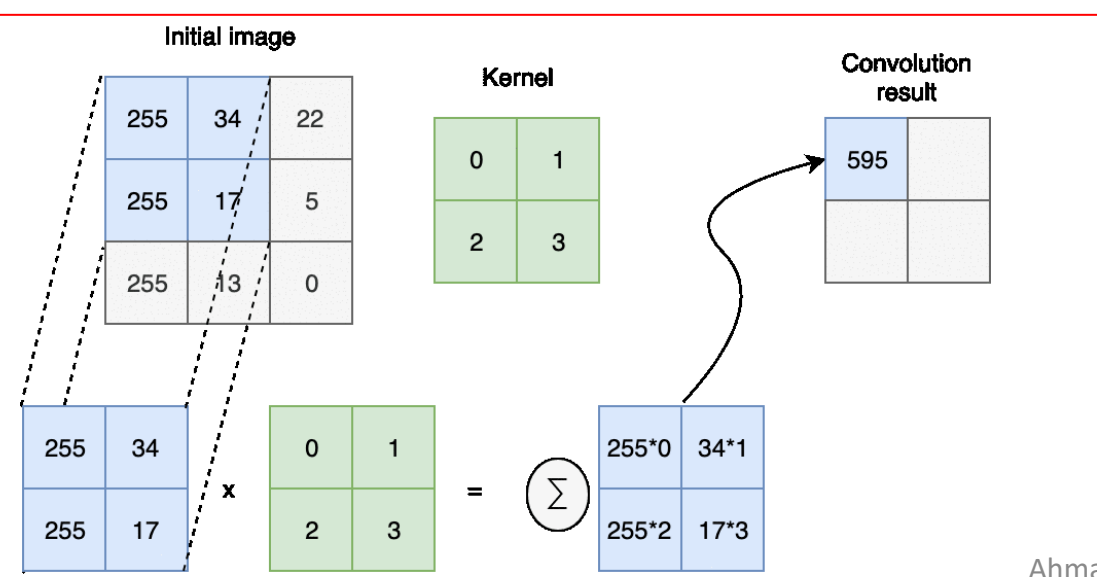 Initial image
Kernel
Convolution
result
255 34 22
255 17 5
255 13 0
0 1
2 3
595
255 34
255 17
x
0 1
2 3
=
∑
255*0 34*1
255*2 17*3
Ahma